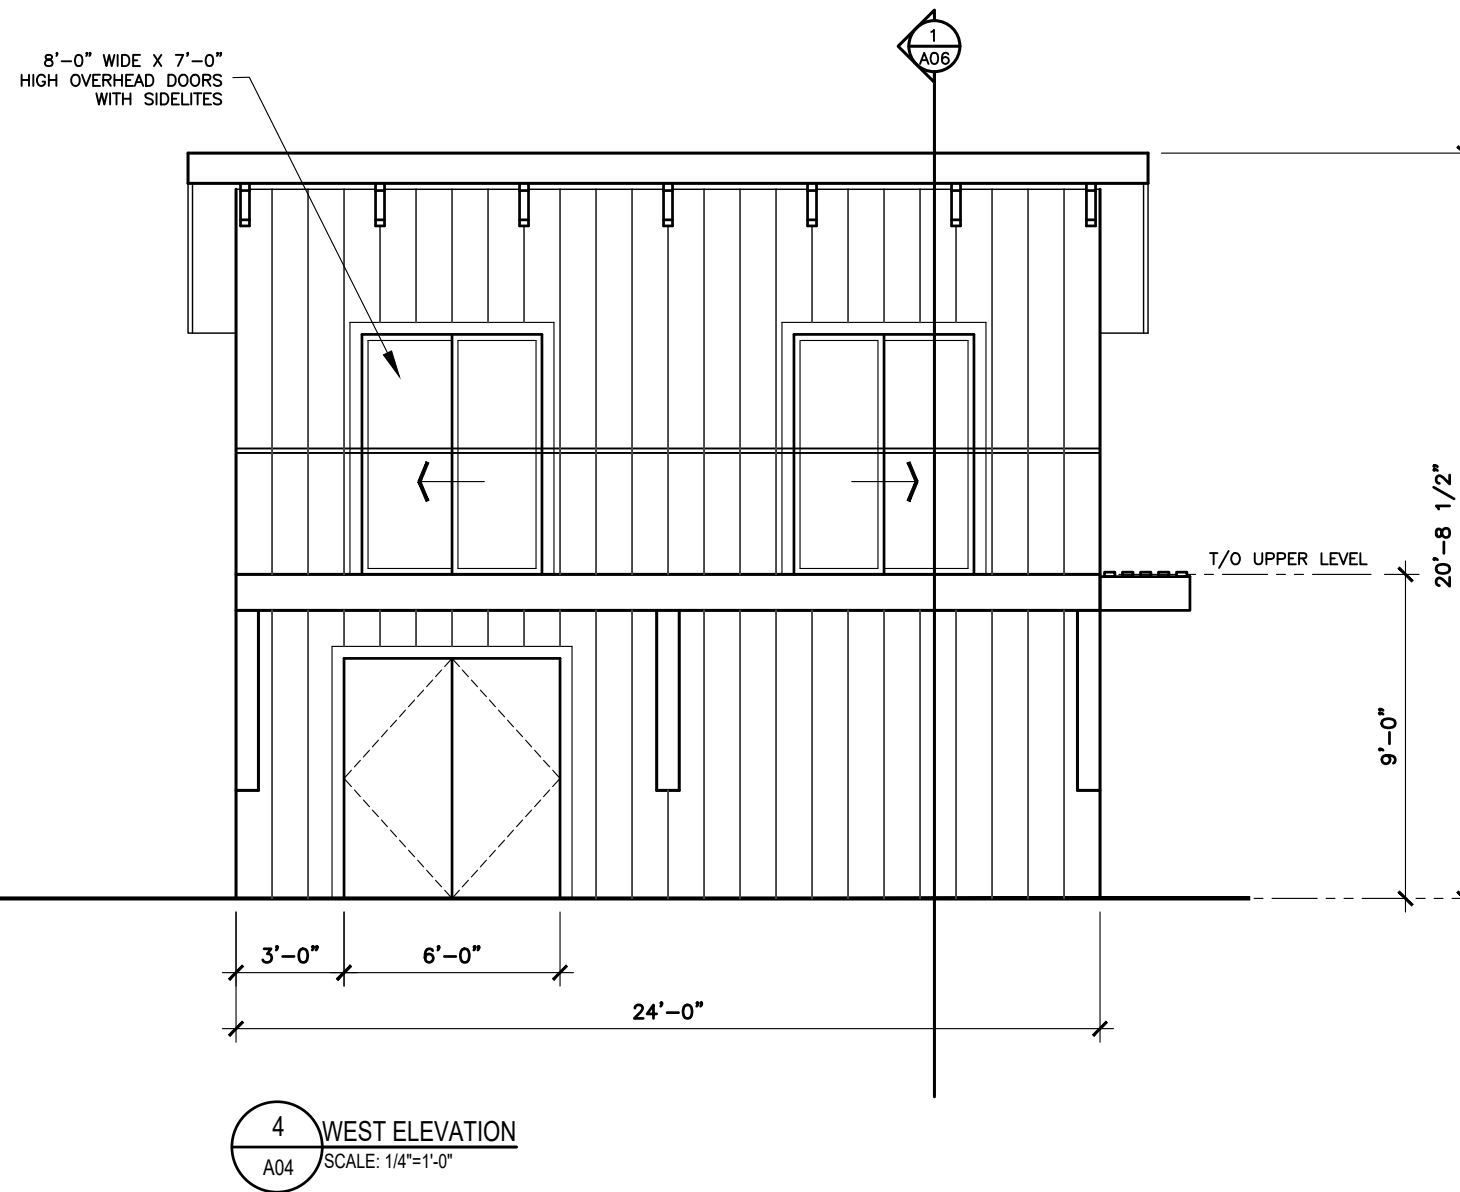 1
A06
8'-0" WIDE X 7'-0"
HIGH OVERHEAD DOORS
WITH SIDELITES
T/O UPPER LEVEL
20'-8 1/2"
9'-0"
3'-0"
6'-0"
24'-0"
4
A04
WEST ELEVATION
SCALE: 1/4"=1'-0"